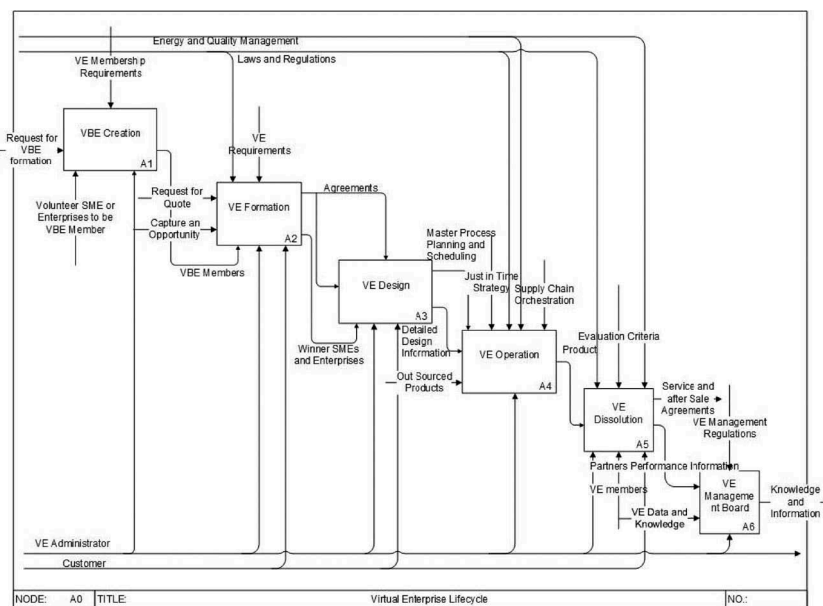 Energy and Quality Management
Laws and Regulations
VE Membership
Requirements
VBE Creation
A1
Request for
VBE
formation
VE
Requirements
Volunteer SME or
Enterprises to be
VBE Member
Request for
Quote
Capture an
Opportunity
VE Formation
A2
VBE Members
Agreements
Master Process
Planning and
Scheduling
Just in Time
Strategy
Supply Chain
Orchestration
VE Design
A3
Detailed
Design
Information
Winner SMEs
and Enterprises
VE Operation
A4
Out Sourced
Products
Evaluation Criteria
Product
VE
Dissolution
A5
Service and
after Sale
Agreements
VE Management
Regulations
Partners Performance Information
VE members
VE Data and
Knowledge
VE
Manageme
nt Board
A6
Knowledge
and
Information
VE Administrator
Customer
NODE: A0 TITLE: Virtual Enterprise Lifecycle NO.: